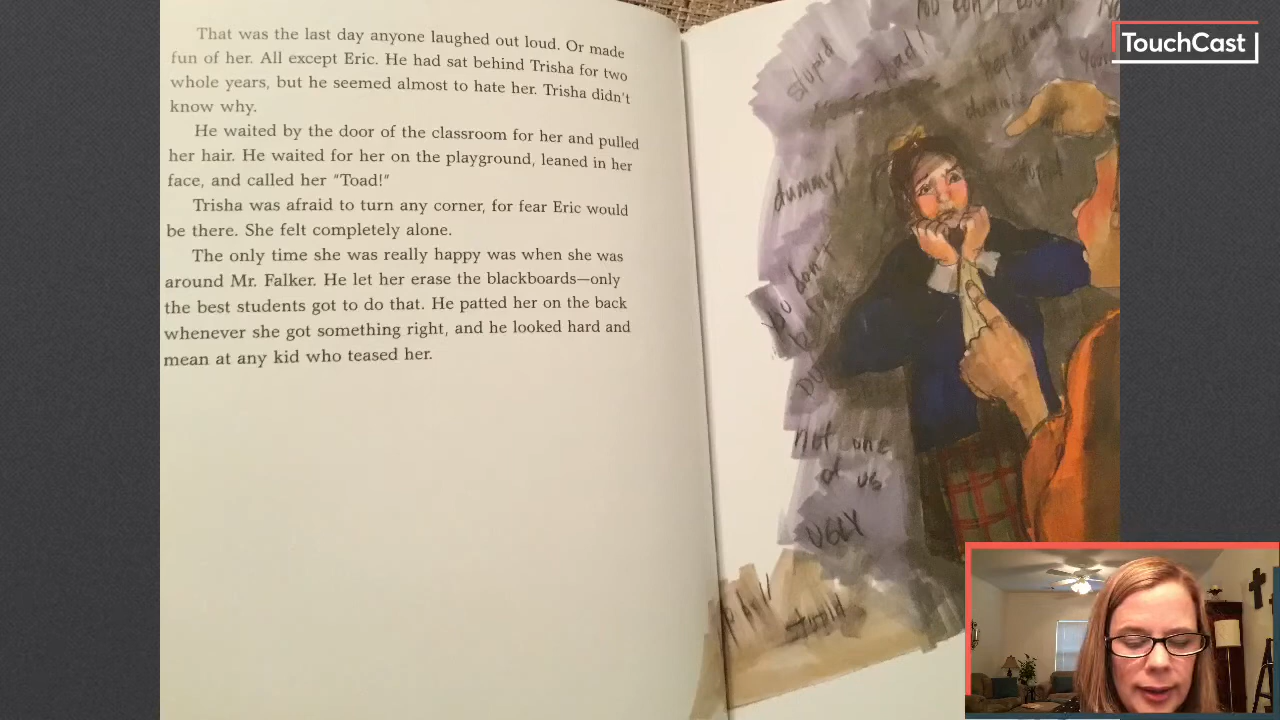 That was the last day anyone laughed out loud. Or made
fun of her. All except Eric. He had sat behind Trisha for two
whole years, but he seemed almost to hate her. Trisha didn't
know why.
He waited by the door of the classroom for her and pulled
her hair. He waited for her on the playground, leaned in her
face, and called her "Toad!"
Trisha was afraid to turn any corner, for fear Eric would
be there. She felt completely alone.
The only time she was really happy was when she was
around Mr. Falker. He let her erase the blackboards—only
the best students got to do that. He patted her on the back
whenever she got something right, and he looked hard and
mean at any kid who teased her.
stupid
toad!
dummy!
stupid
you don't
not one
of us
UGLY
TouchCast